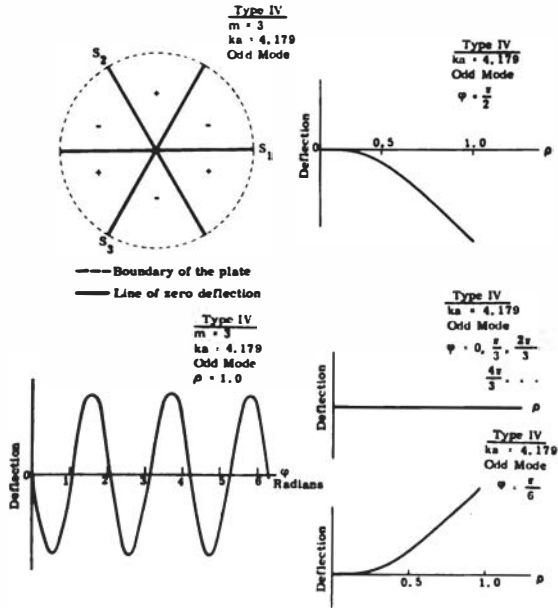 Type IV
m = 3
ka = 4.179
Odd Mode
S2
+
-
-
S1
+
+
-
S3
Boundary of the plate
Line of zero deflection
Type IV
ka = 4.179
Odd Mode
φ = π/2
Deflection
0
0.5
1.0
ρ
Type IV
m = 3
ka = 4.179
Odd Mode
ρ = 1.0
Deflection
0
1
2
3
4
5
6
φ
Radians
Type IV
ka = 4.179
Odd Mode
φ = 0, π/3, 2π/3
4π/3 . . .
Deflection
Type IV
ka = 4.179
Odd Mode
φ = π/6
Deflection
0.5
1.0
ρ